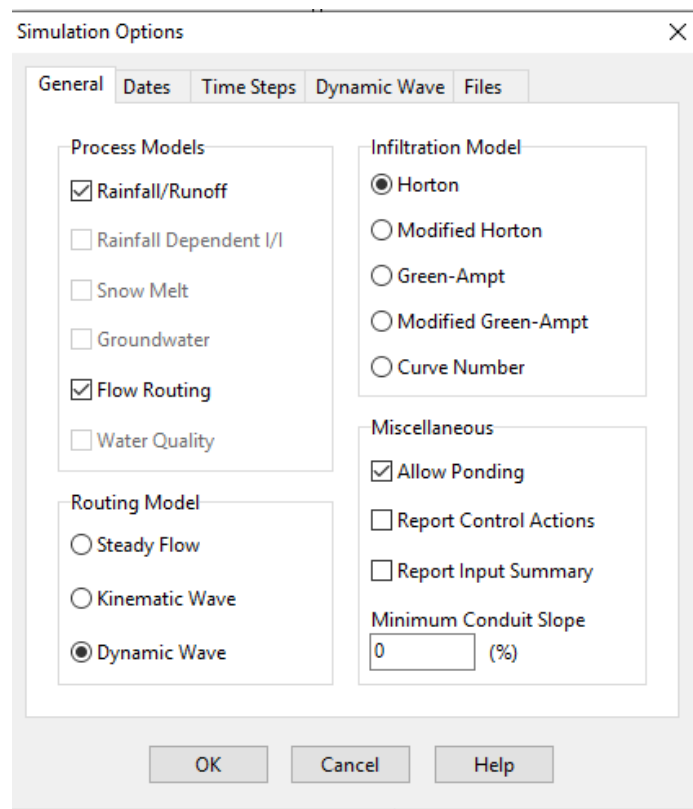 Simulation Options
General Dates Time Steps Dynamic Wave Files
Process Models
Rainfall/Runoff
Rainfall Dependent I/I
Snow Melt
Groundwater
Flow Routing
Water Quality
Routing Model
Steady Flow
Kinematic Wave
Dynamic Wave
Infiltration Model
Horton
Modified Horton
Green-Ampt
Modified Green-Ampt
Curve Number
Miscellaneous
Allow Ponding
Report Control Actions
Report Input Summary
Minimum Conduit Slope
0 (%)
OK Cancel Help